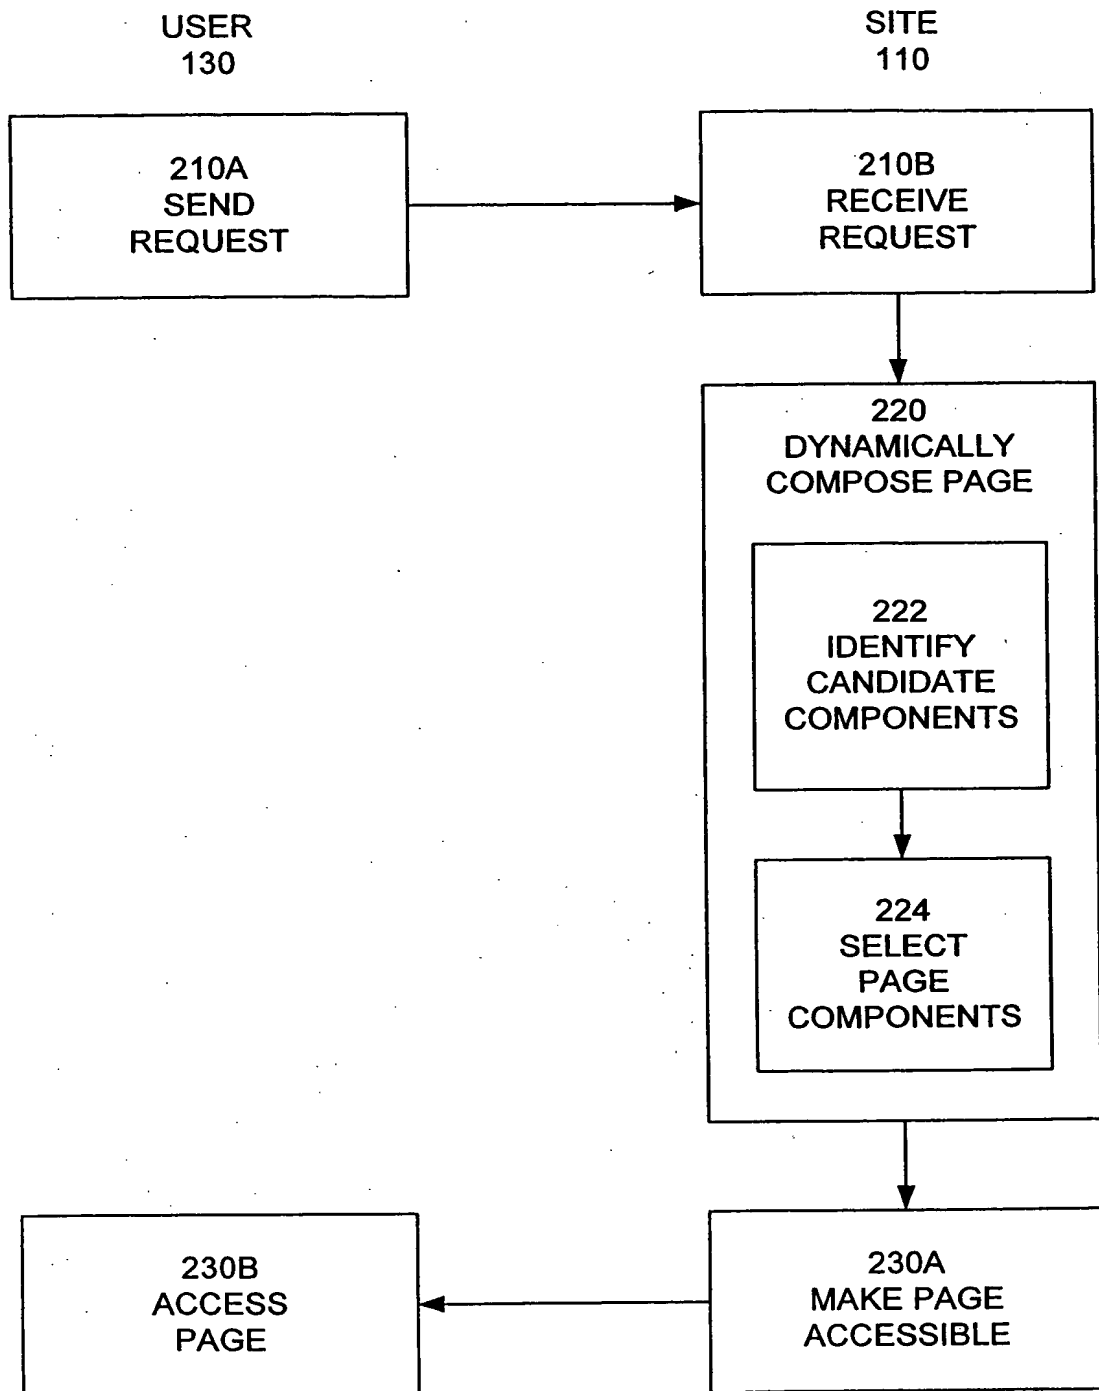 USER
130
SITE
110
210A
SEND
REQUEST
210B
RECEIVE
REQUEST
220
DYNAMICALLY
COMPOSE PAGE
222
IDENTIFY
CANDIDATE
COMPONENTS
224
SELECT
PAGE
COMPONENTS
230B
ACCESS
PAGE
230A
MAKE PAGE
ACCESSIBLE